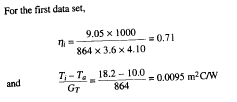 For the first data set,
ηᵢ = 9.05 × 1000 / 864 × 3.6 × 4.10 = 0.71
and Tᵢ − Tₐ / G_T = 18.2 − 10.0 / 864 = 0.0095 m²C/W